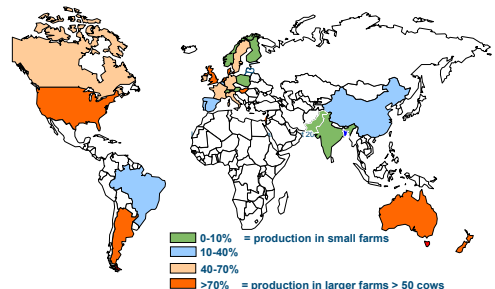 0-10% = production in small farms
10-40%
40-70%
>70% = production in larger farms > 50 cows